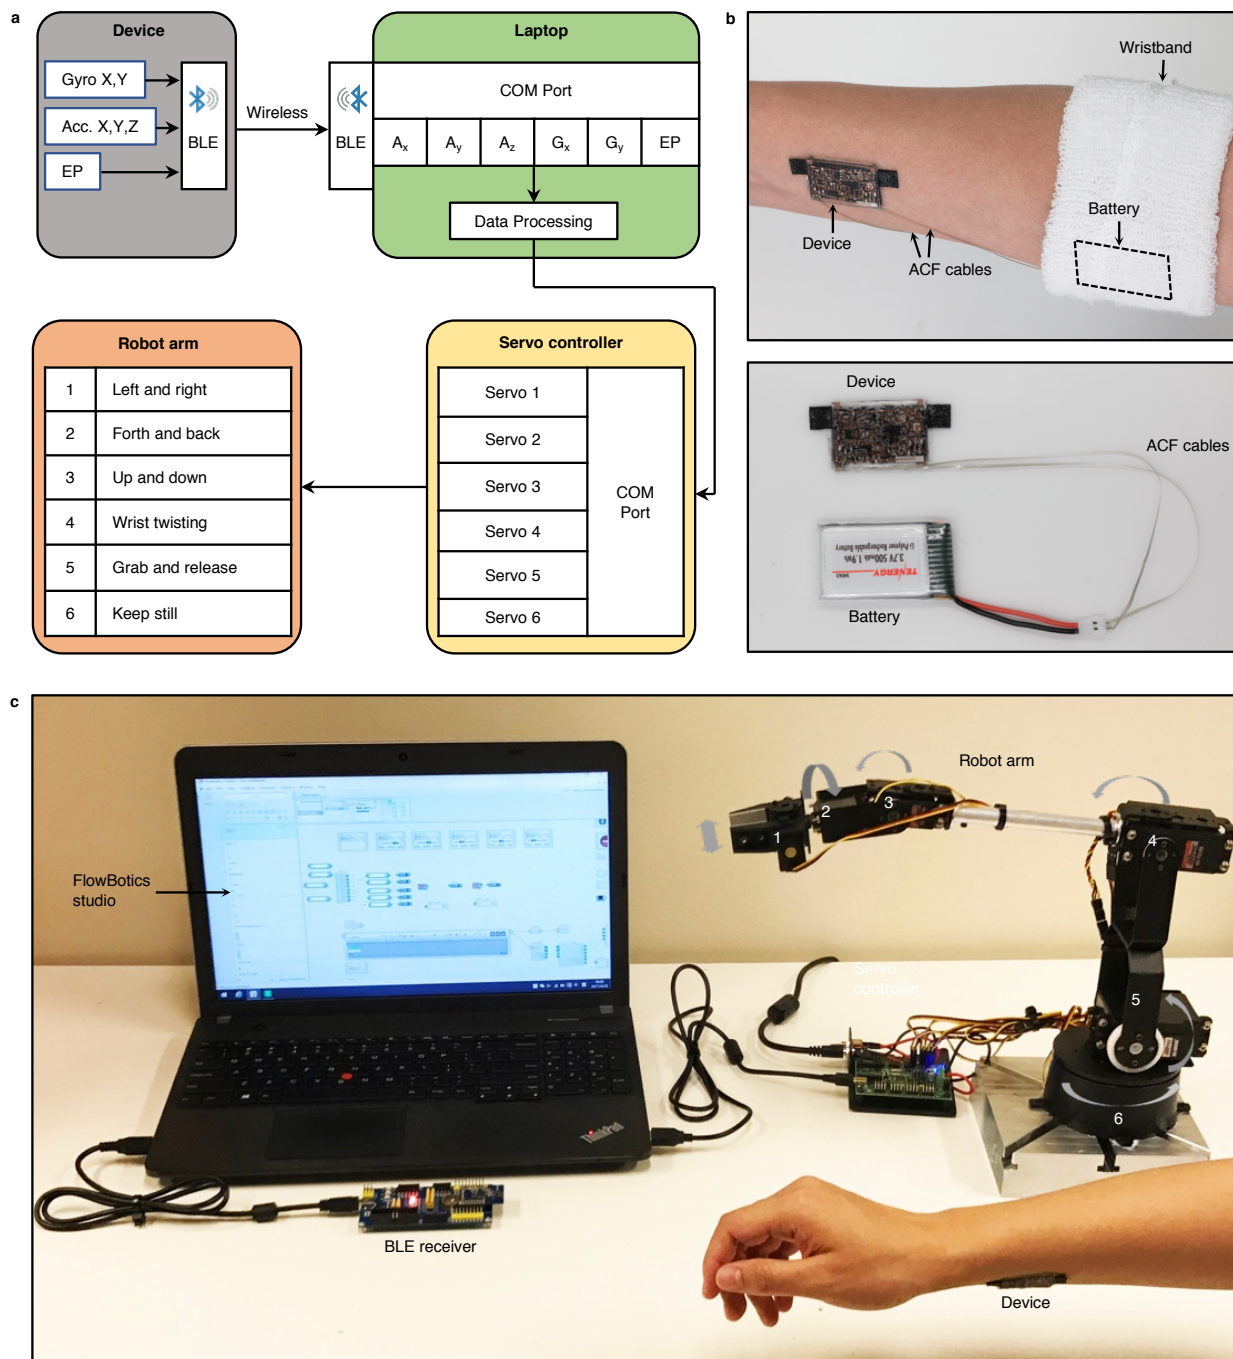 a
Device
Gyro X,Y
Acc. X,Y,Z
EP
BLE
Wireless
Laptop
BLE
COM Port
Ax
Ay
Az
Gx
Gy
EP
Data Processing
Robot arm
1 Left and right
2 Forth and back
3 Up and down
4 Wrist twisting
5 Grab and release
6 Keep still
Servo controller
Servo 1
Servo 2
Servo 3
Servo 4
Servo 5
Servo 6
COM
Port
b
Wristband
Battery
Device
ACF cables
Device
ACF cables
TENERGY
3.7V 500mAh 1.9Wh
Li-Polymer Rechargeable Battery
Battery
c
Robot arm
1
2
3
4
5
6
FlowBotics
studio
Servo
controller
ThinkPad
BLE receiver
Device